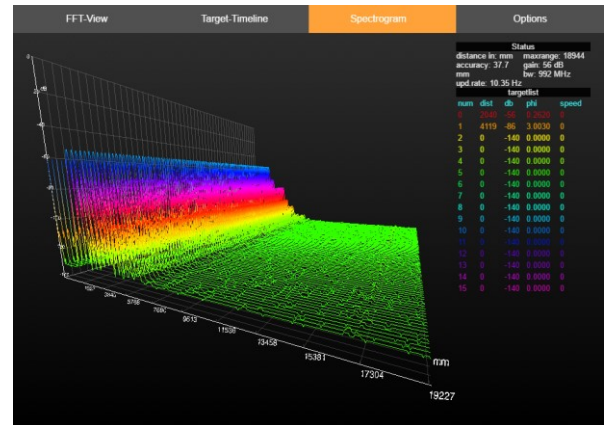 FFT-View Target-Timeline Spectrogram Options
Status
distance in: mm maxrange: 18944
accuracy: 37.7 gain: 56 dB
mm bw: 992 MHz
upd.rate: 10.35 Hz
targetlist
num dist db phi speed
0 2840 -56 0
1 4119 -86 3.0030 0
2 0 -140 0.0000 0
3 0 -140 0.0000 0
4 0 -140 0.0000 0
5 0 -140 0.0000 0
6 0 -140 0.0000 0
7 0 -140 0.0000 0
8 0 -140 0.0000 0
9 0 -140 0.0000 0
10 0 -140 0.0000 0
11 0 -140 0.0000 0
12 0 -140 0.0000 0
13 0 -140 0.0000 0
14 0 -140 0.0000 0
15 0 -140 0.0000 0
0
3845
5768
7690
9613
11536
13458
15381
17304
19227
mm